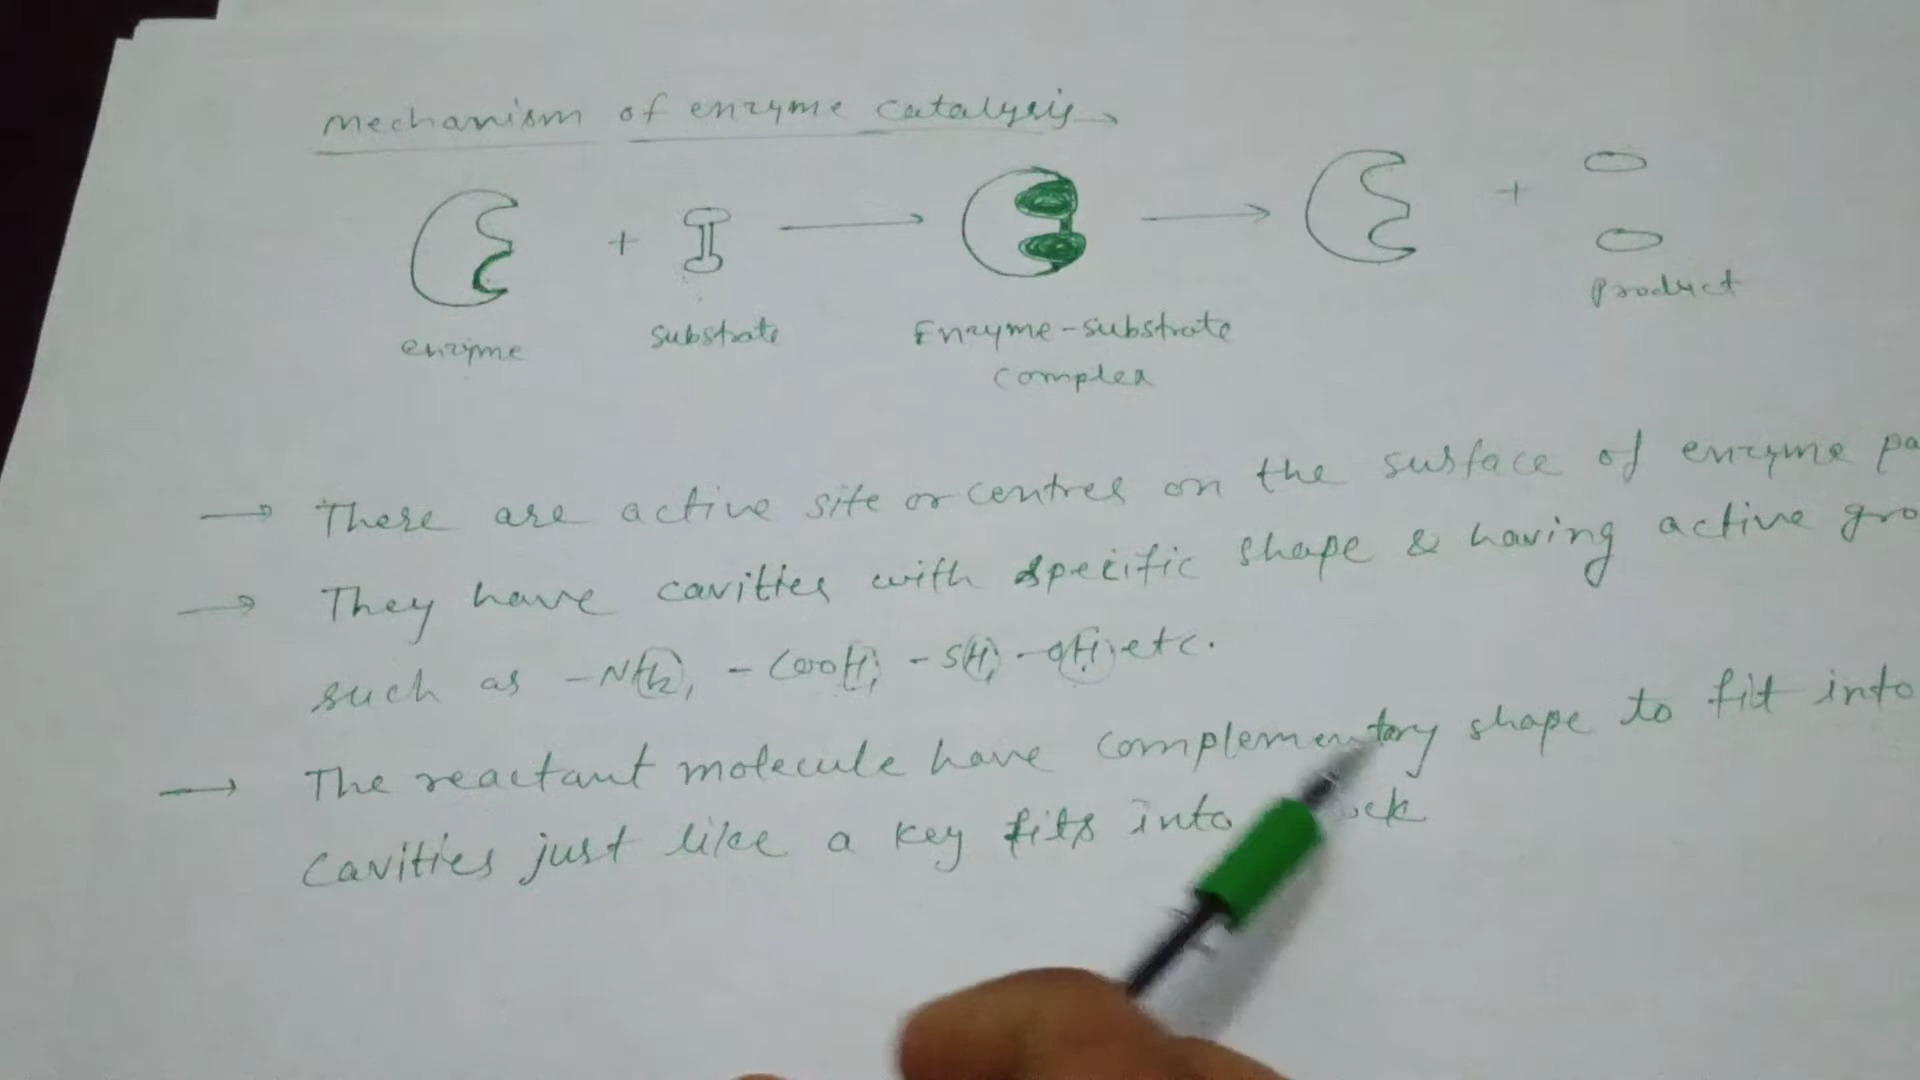 mechanism of enzyme catalysis
+
+
enzyme
substrate
Enzyme-substrate
complex
product
There are active site or centres on the surface of enzyme pa
They have cavities with specific shape & having active gro
such as -NH2, -COOH, -SH, -OH etc.
The reactant molecule have complementary shape to fit into
cavities just like a key fits into ock